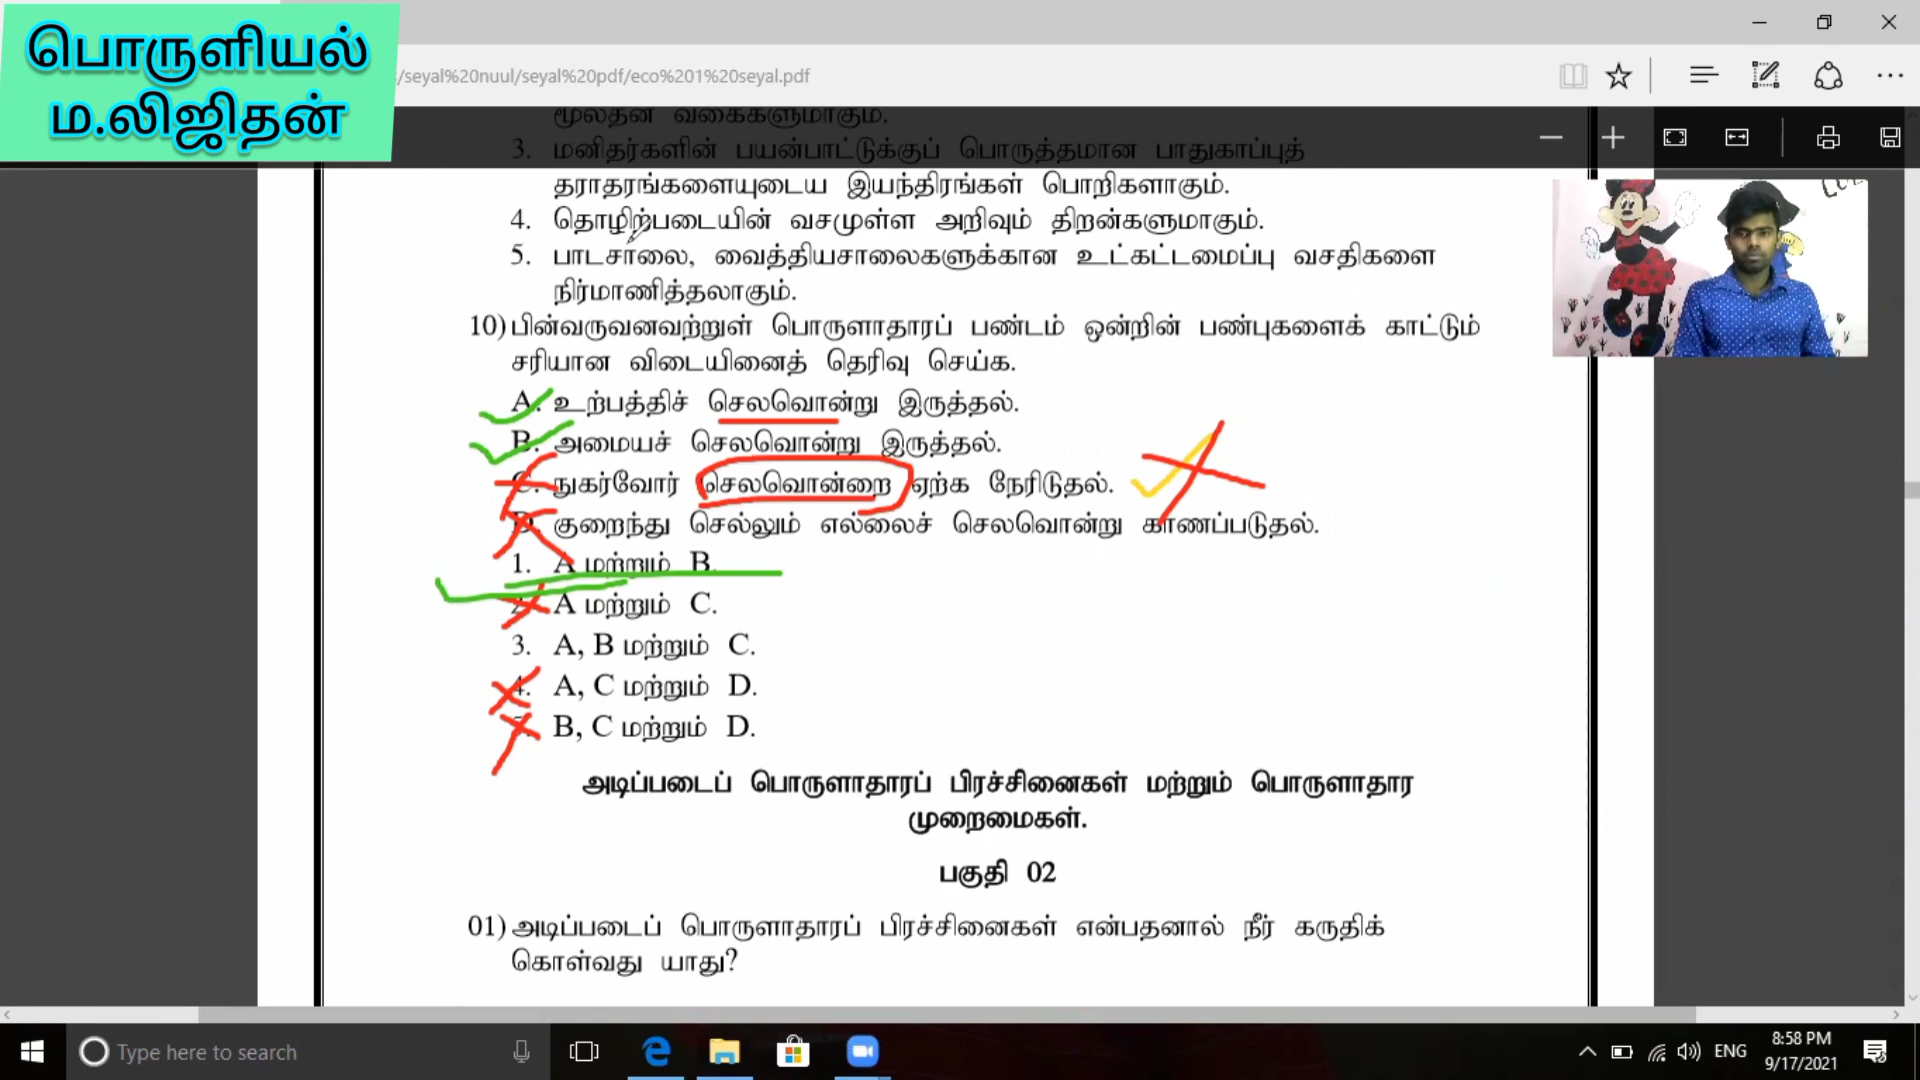 பொருளியல்
ம.லிஜிதன்
/seyal%20nuul/seyal%20pdf/eco%201%20seyal.pdf
மூலதன வகைகளுமாகும்.
3. மனிதர்களின் பயன்பாட்டுக்குப் பொருத்தமான பாதுகாப்புத்
தராதரங்களையுடைய இயந்திரங்கள் பொறிகளாகும்.
4. தொழிற்படையின் வசமுள்ள அறிவும் திறன்களுமாகும்.
5. பாடசாலை, வைத்தியசாலைகளுக்கான உட்கட்டமைப்பு வசதிகளை
நிர்மாணித்தலாகும்.
10) பின்வருவனவற்றுள் பொருளாதாரப் பண்டம் ஒன்றின் பண்புகளைக் காட்டும்
சரியான விடையினைத் தெரிவு செய்க.
A. உற்பத்திச் செலவொன்று இருத்தல்.
B. அமையச் செலவொன்று இருத்தல்.
C. நுகர்வோர் செலவொன்றை ஏற்க நேரிடுதல்.
D. குறைந்து செல்லும் எல்லைச் செலவொன்று காணப்படுதல்.
1. A மற்றும் B.
2. A மற்றும் C.
3. A, B மற்றும் C.
4. A, C மற்றும் D.
5. B, C மற்றும் D.
அடிப்படைப் பொருளாதாரப் பிரச்சினைகள் மற்றும் பொருளாதார
முறைமைகள்.
பகுதி 02
01) அடிப்படைப் பொருளாதாரப் பிரச்சினைகள் என்பதனால் நீர் கருதிக்
கொள்வது யாது?
Type here to search
ENG
8:58 PM
9/17/2021